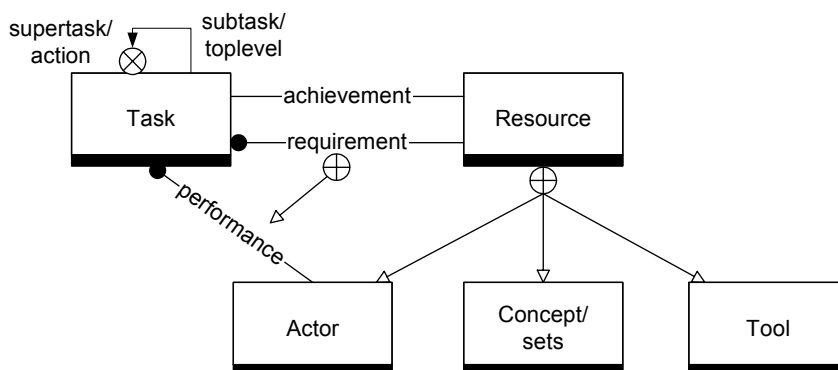 supertask/
action
subtask/
toplevel
Task
achievement
requirement
Resource
performance
Actor
Concept/
sets
Tool